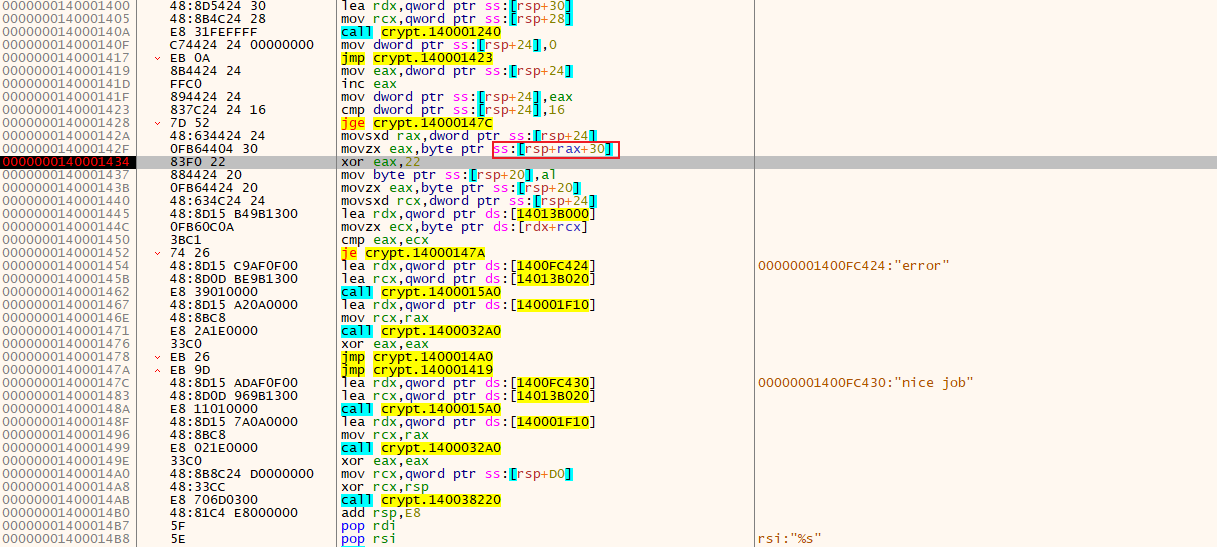 0000000140001400 48:8D5424 30 lea rdx,qword ptr ss:[rsp+30]
0000000140001405 48:8B4C24 28 mov rcx,qword ptr ss:[rsp+28]
000000014000140A E8 31FEFFFF call crypt.140001240
000000014000140F C74424 24 00000000 mov dword ptr ss:[rsp+24],0
0000000140001417 EB 0A jmp crypt.140001423
0000000140001419 8B4424 24 mov eax,dword ptr ss:[rsp+24]
000000014000141D FFC0 inc eax
000000014000141F 894424 24 mov dword ptr ss:[rsp+24],eax
0000000140001423 837C24 24 16 cmp dword ptr ss:[rsp+24],16
0000000140001428 7D 52 jge crypt.14000147C
000000014000142A 48:634424 24 movsxd rax,dword ptr ss:[rsp+24]
000000014000142F 0FB64404 30 movzx eax,byte ptr ss:[rsp+rax+30]
0000000140001434 83F0 22 xor eax,22
0000000140001437 884424 20 mov byte ptr ss:[rsp+20],al
000000014000143B 0FB64424 20 movzx eax,byte ptr ss:[rsp+20]
0000000140001440 48:634C24 24 movsxd rcx,dword ptr ss:[rsp+24]
0000000140001445 48:8D15 B49B1300 lea rdx,qword ptr ds:[14013B000]
000000014000144C 0FB60C0A movzx ecx,byte ptr ds:[rdx+rcx]
0000000140001450 3BC1 cmp eax,ecx
0000000140001452 74 26 je crypt.14000147A
0000000140001454 48:8D15 C9AF0F00 lea rdx,qword ptr ds:[1400FC424] 00000001400FC424:"error"
000000014000145B 48:8D0D BE9B1300 lea rcx,qword ptr ds:[14013B020]
0000000140001462 E8 39010000 call crypt.1400015A0
0000000140001467 48:8D15 A20A0000 lea rdx,qword ptr ds:[140001F10]
000000014000146E 48:8BC8 mov rcx,rax
0000000140001471 E8 2A1E0000 call crypt.1400032A0
0000000140001476 33C0 xor eax,eax
0000000140001478 EB 26 jmp crypt.1400014A0
000000014000147A EB 9D jmp crypt.140001419
000000014000147C 48:8D15 ADAF0F00 lea rdx,qword ptr ds:[1400FC430] 00000001400FC430:"nice job"
0000000140001483 48:8D0D 969B1300 lea rcx,qword ptr ds:[14013B020]
000000014000148A E8 11010000 call crypt.1400015A0
000000014000148F 48:8D15 7A0A0000 lea rdx,qword ptr ds:[140001F10]
0000000140001496 48:8BC8 mov rcx,rax
0000000140001499 E8 021E0000 call crypt.1400032A0
000000014000149E 33C0 xor eax,eax
00000001400014A0 48:8B8C24 D0000000 mov rcx,qword ptr ss:[rsp+D0]
00000001400014A8 48:33CC xor rcx,rsp
00000001400014AB E8 706D0300 call crypt.140038220
00000001400014B0 48:81C4 E8000000 add rsp,E8
00000001400014B7 5F pop rdi
00000001400014B8 5E pop rsi rsi:"%s"